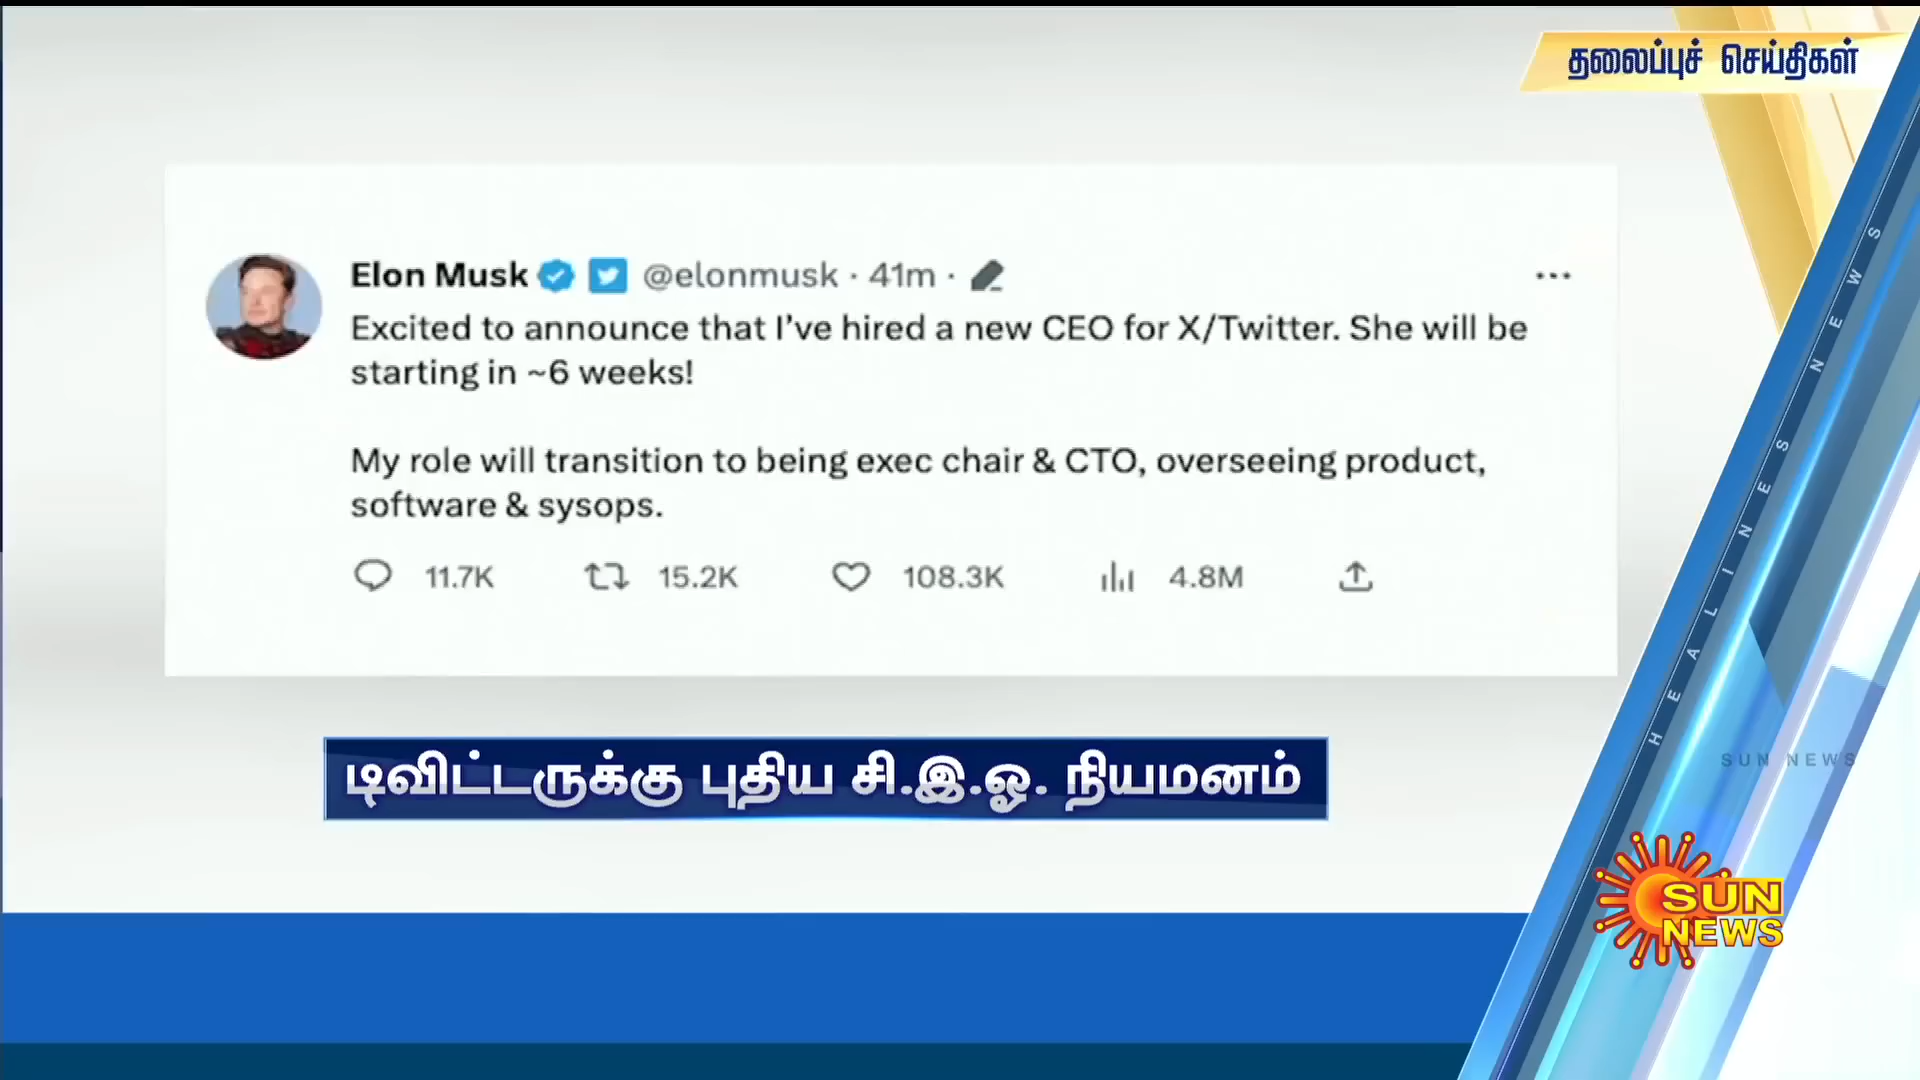 தலைப்புச் செய்திகள்
Elon Musk @elonmusk · 41m ·
Excited to announce that I've hired a new CEO for X/Twitter. She will be
starting in ~6 weeks!
My role will transition to being exec chair & CTO, overseeing product,
software & sysops.
11.7K 15.2K 108.3K 4.8M
டிவிட்டருக்கு புதிய சி.இ.ஓ. நியமனம்
HEALINESS NEWS
SUN NEWS
SUN
NEWS